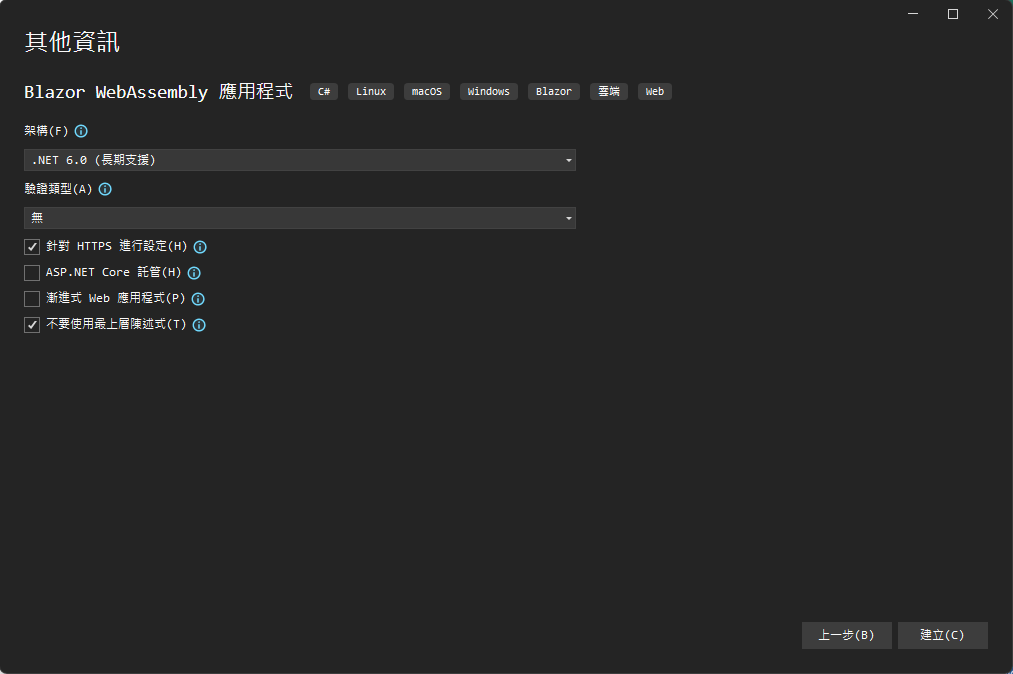 其他資訊
Blazor WebAssembly 應用程式 C# Linux macOS Windows Blazor 雲端 Web
架構(F)
.NET 6.0 (長期支援)
驗證類型(A)
無
針對 HTTPS 進行設定(H)
ASP.NET Core 託管(H)
漸進式 Web 應用程式(P)
不要使用最上層陳述式(T)
上一步(B) 建立(C)